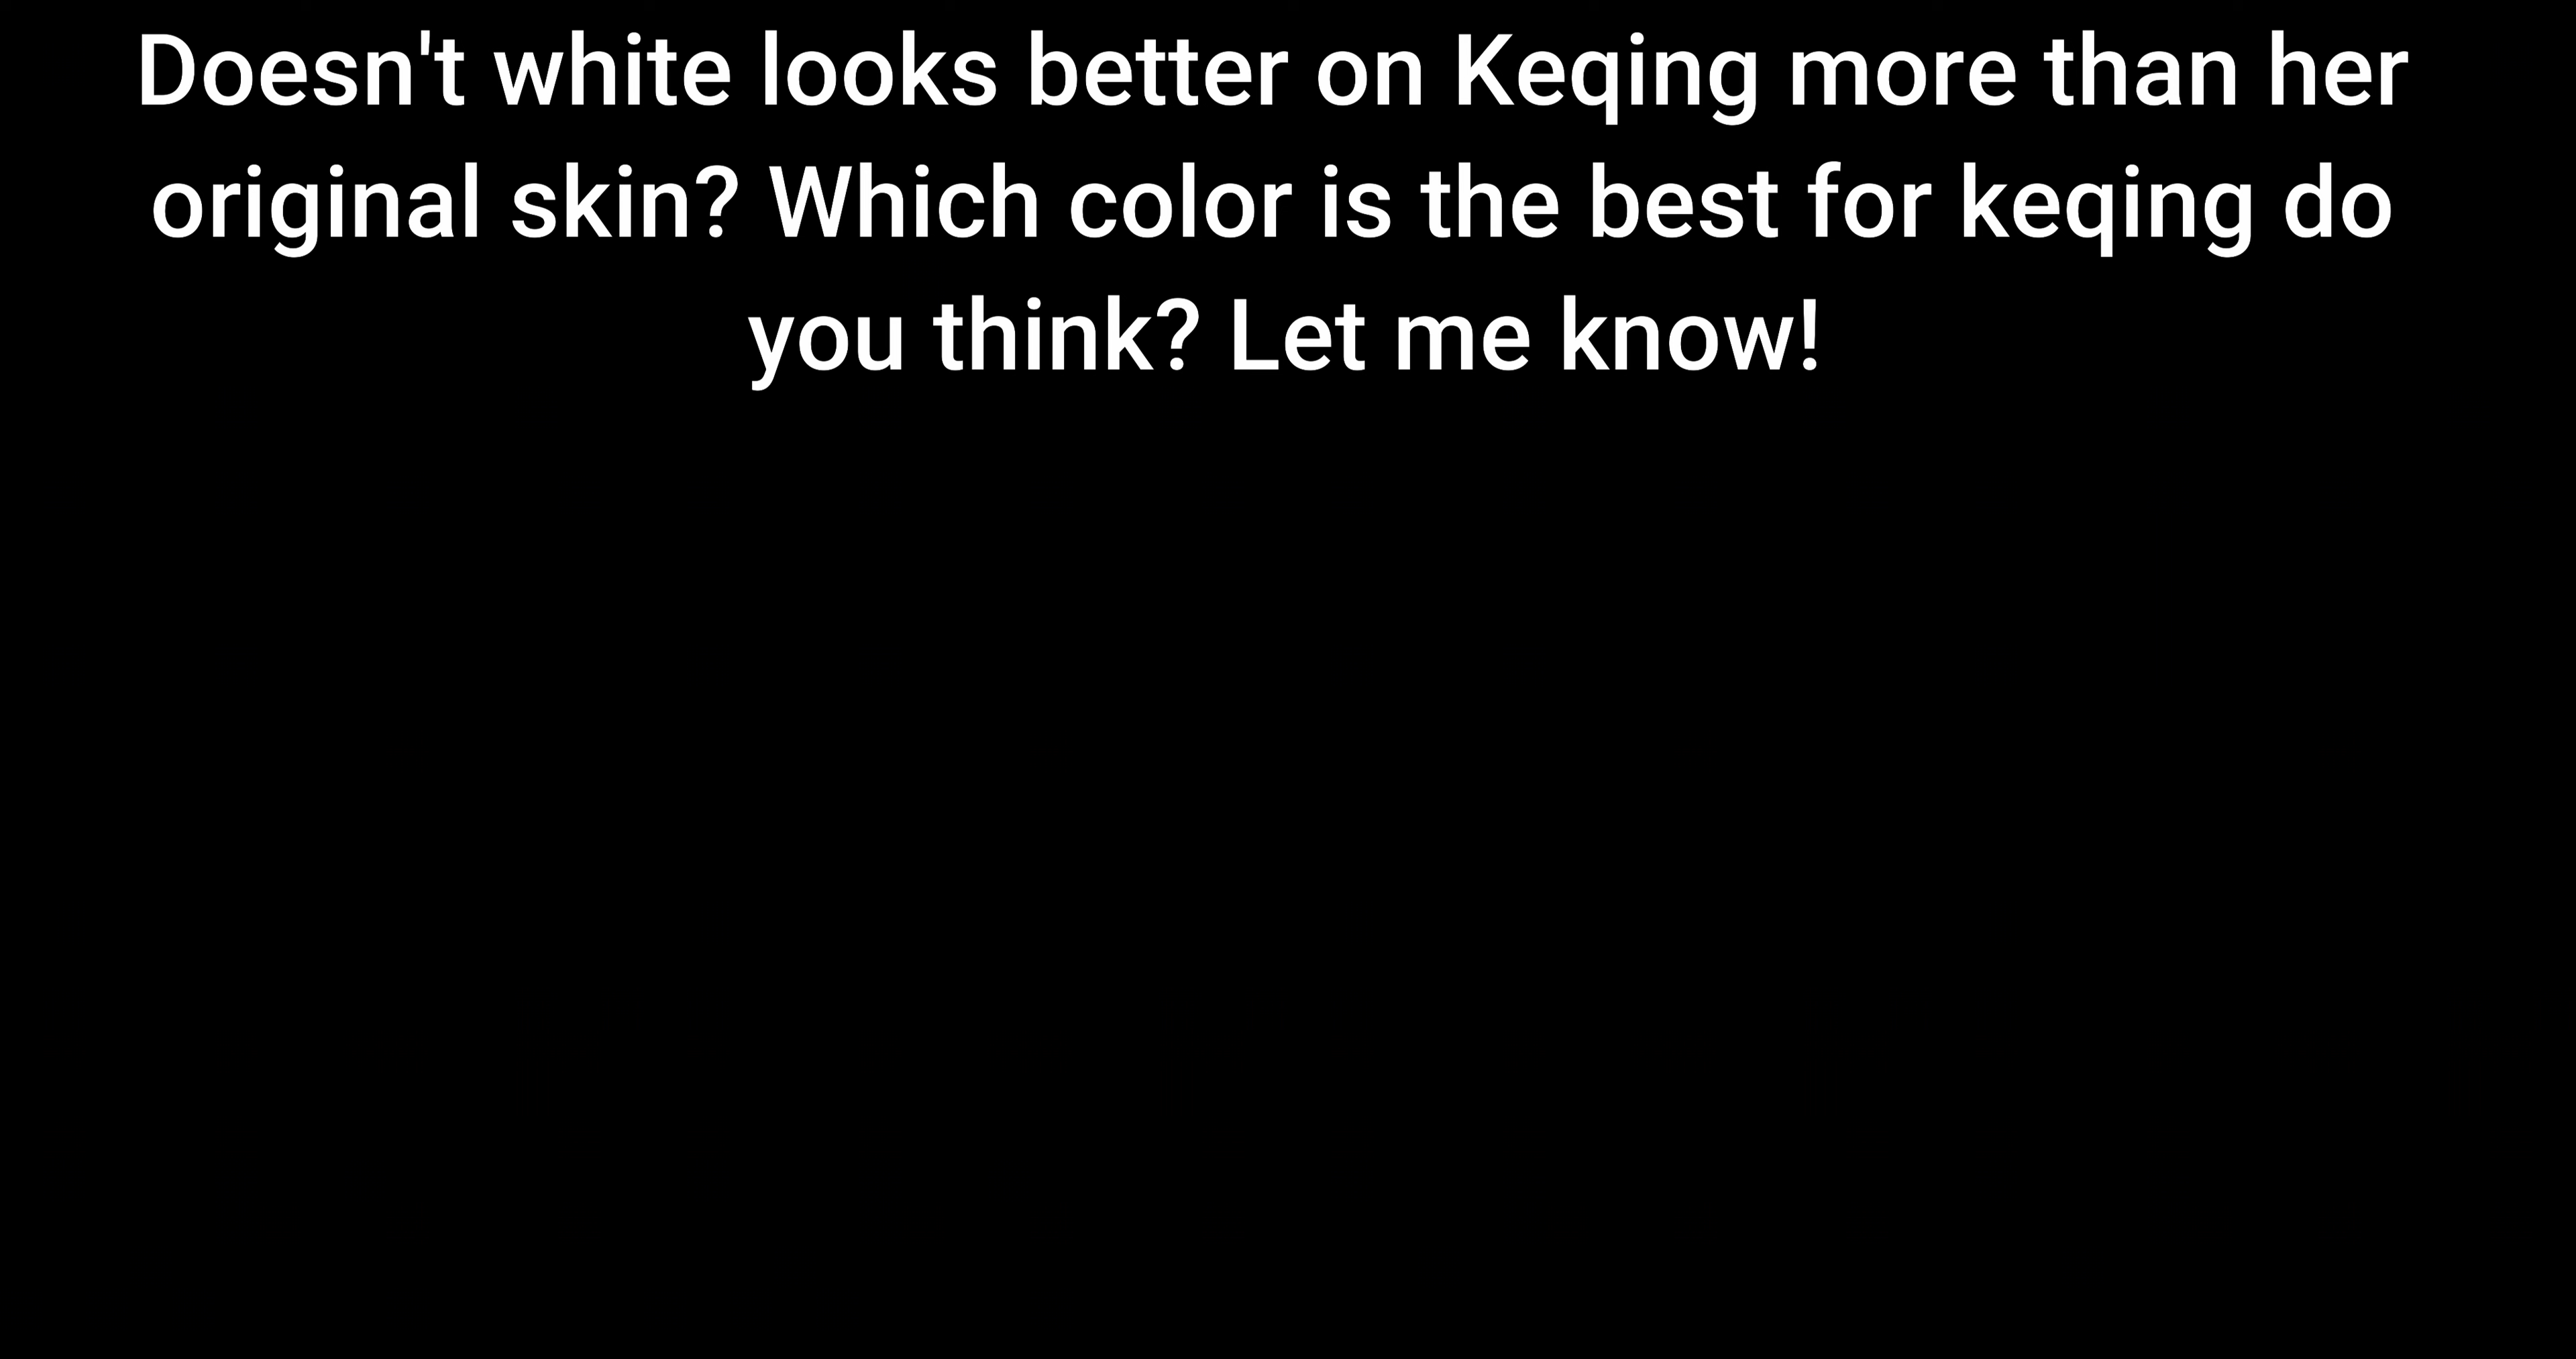 Doesn't white looks better on Keqing more than her
original skin? Which color is the best for keqing do
you think? Let me know!